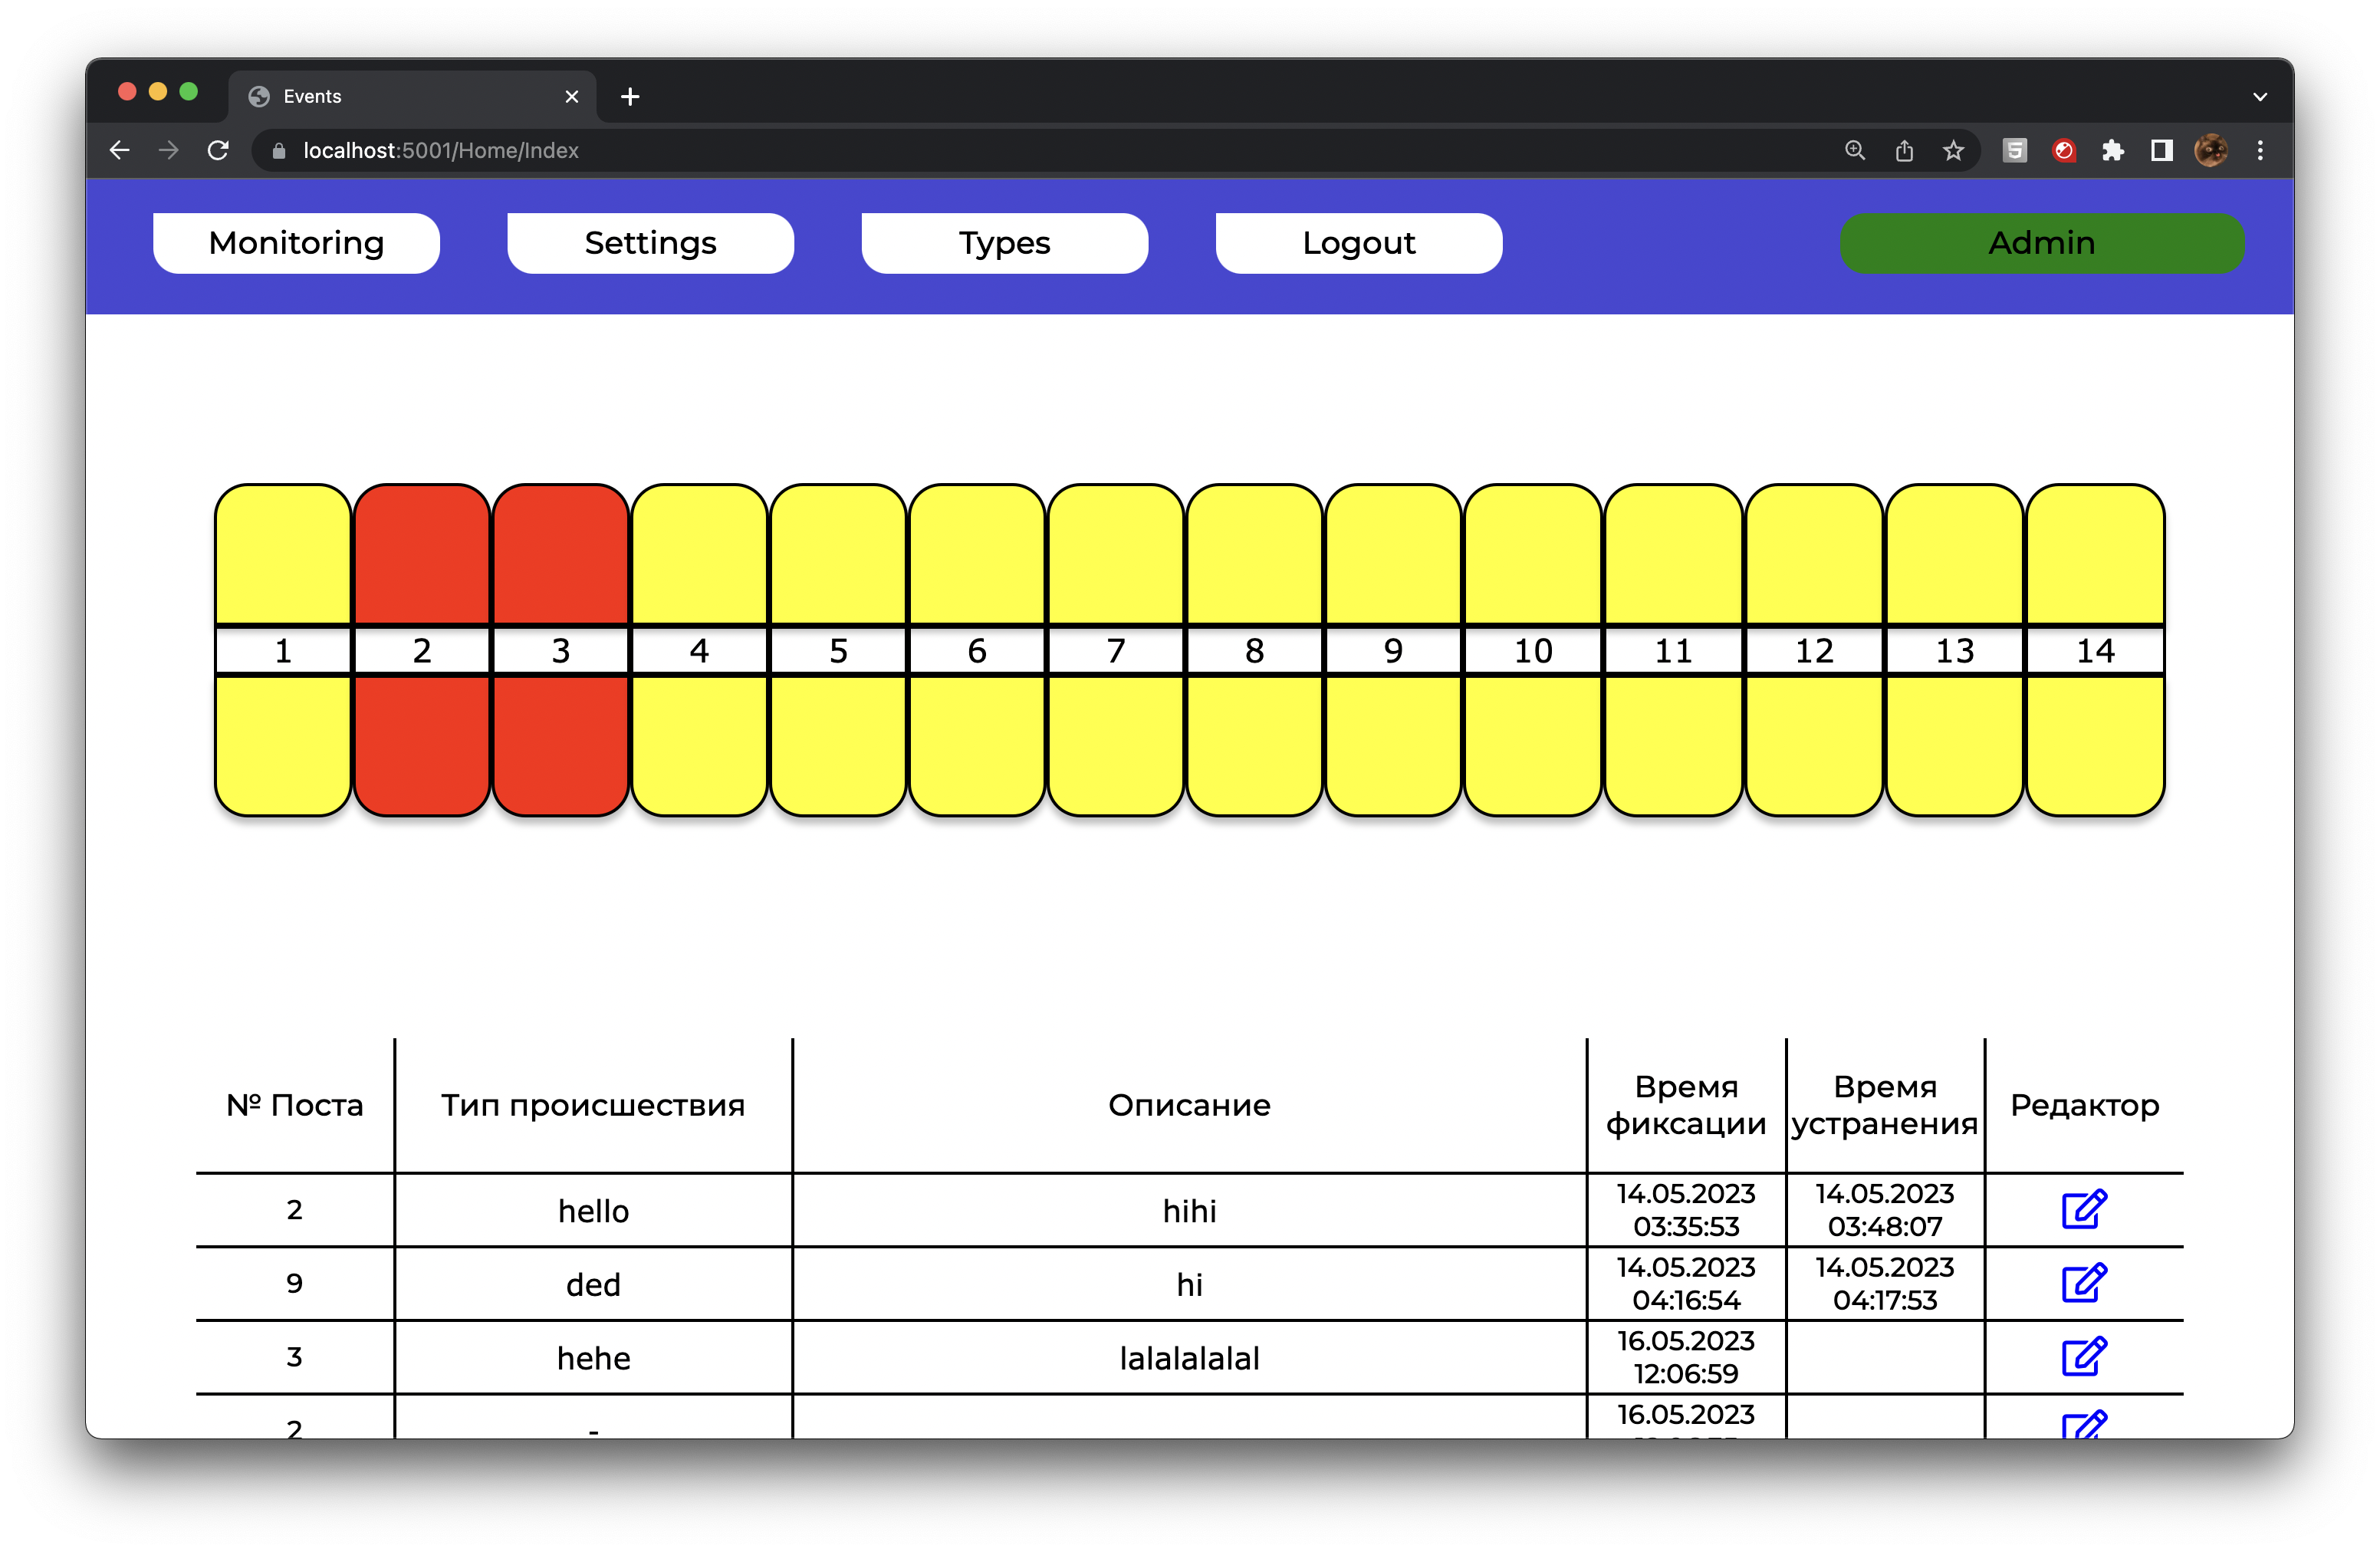 Events
localhost:5001/Home/Index
Monitoring Settings Types Logout Admin
1 2 3 4 5 6 7 8 9 10 11 12 13 14
№ Поста Тип происшествия Описание Время фиксации Время устранения Редактор
2 hello hihi 14.05.2023 03:35:53 14.05.2023 03:48:07
9 ded hi 14.05.2023 04:16:54 14.05.2023 04:17:53
3 hehe lalalalalal 16.05.2023 12:06:59
2 - 16.05.2023